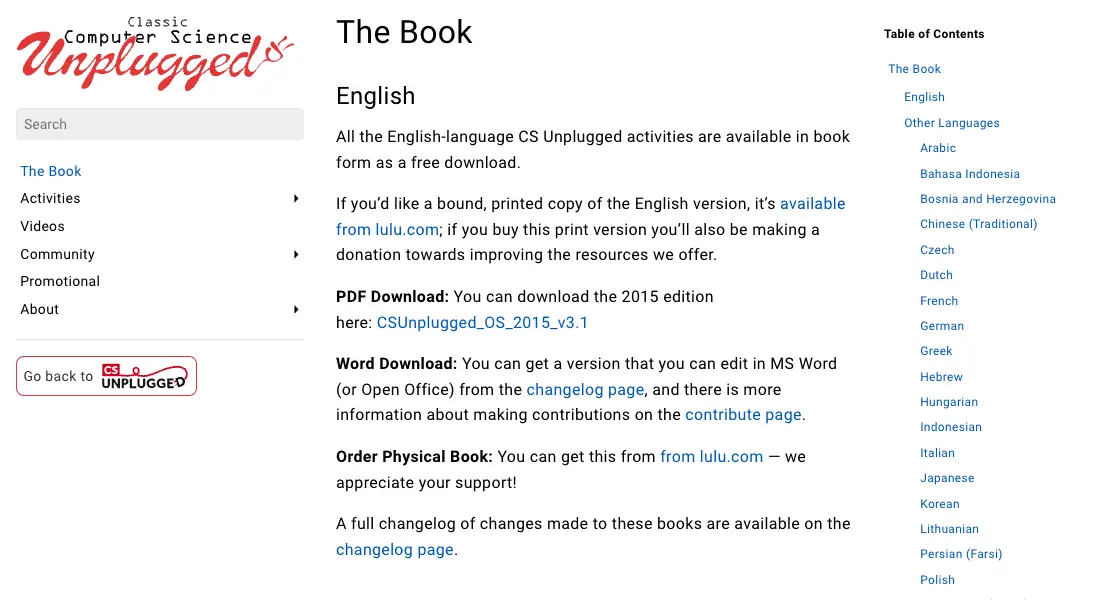 Classic
Computer Science
Unplugged
Search
The Book
Activities
Videos
Community
Promotional
About
Go back to CS UNPLUGGED
The Book
English
All the English-language CS Unplugged activities are available in book
form as a free download.
If you’d like a bound, printed copy of the English version, it’s available
from lulu.com; if you buy this print version you’ll also be making a
donation towards improving the resources we offer.
PDF Download: You can download the 2015 edition
here: CSUnplugged_OS_2015_v3.1
Word Download: You can get a version that you can edit in MS Word
(or Open Office) from the changelog page, and there is more
information about making contributions on the contribute page.
Order Physical Book: You can get this from from lulu.com — we
appreciate your support!
A full changelog of changes made to these books are available on the
changelog page.
Table of Contents
The Book
English
Other Languages
Arabic
Bahasa Indonesia
Bosnia and Herzegovina
Chinese (Traditional)
Czech
Dutch
French
German
Greek
Hebrew
Hungarian
Indonesian
Italian
Japanese
Korean
Lithuanian
Persian (Farsi)
Polish